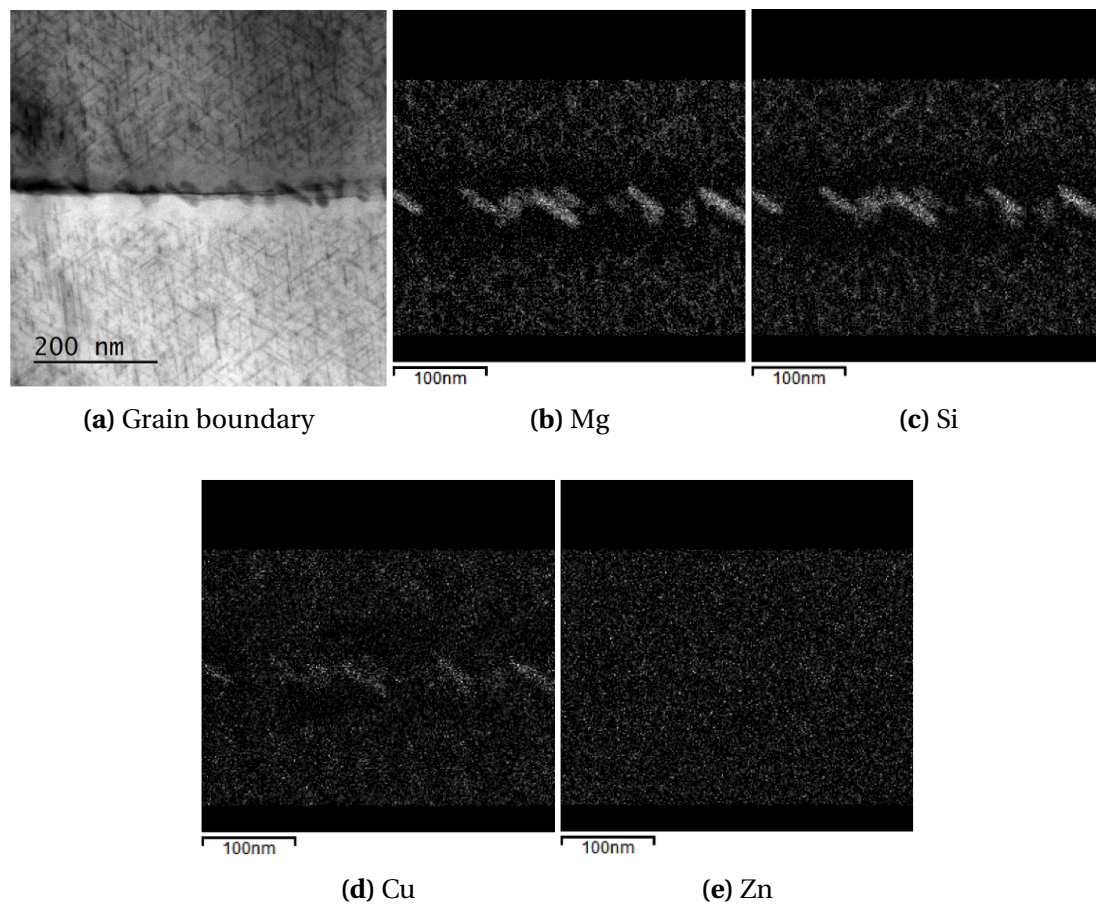 200 nm
100nm
100nm
(a) Grain boundary
(b) Mg
(c) Si
100nm
100nm
(d) Cu
(e) Zn